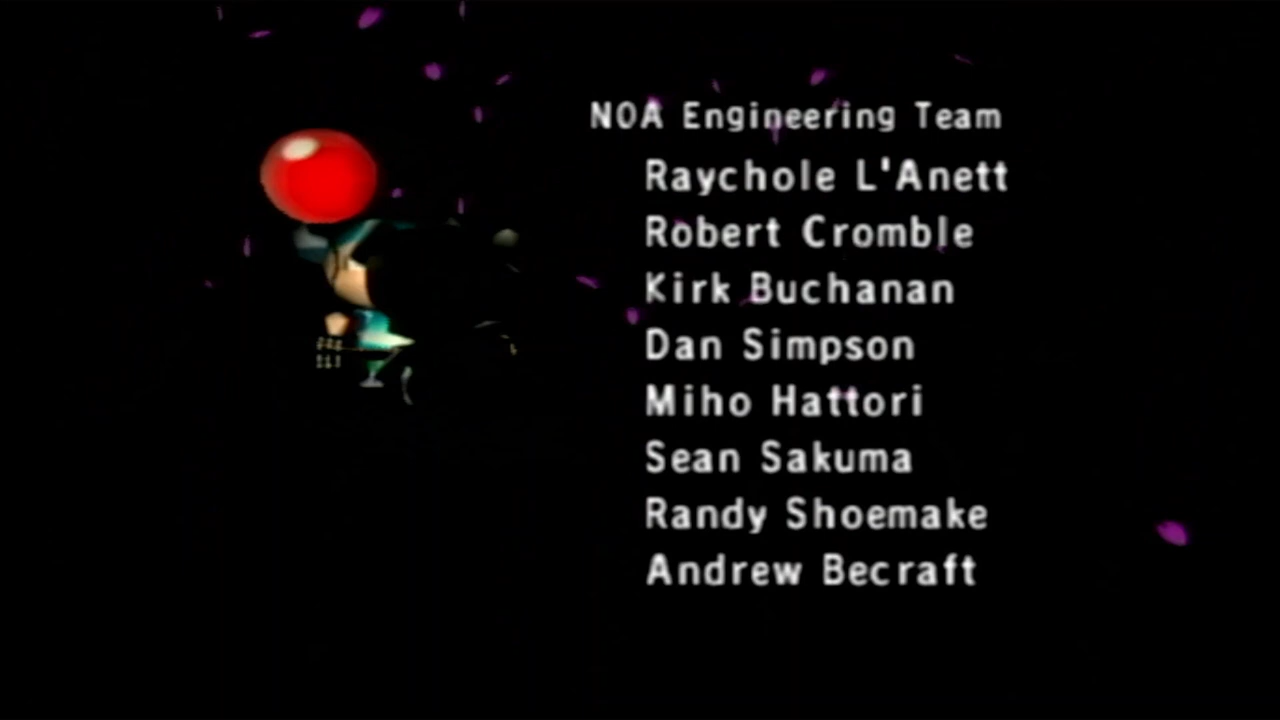 NOA Engineering Team
Raychole L'Anett
Robert Cromble
Kirk Buchanan
Dan Simpson
Miho Hattori
Sean Sakuma
Randy Shoemake
Andrew Becraft